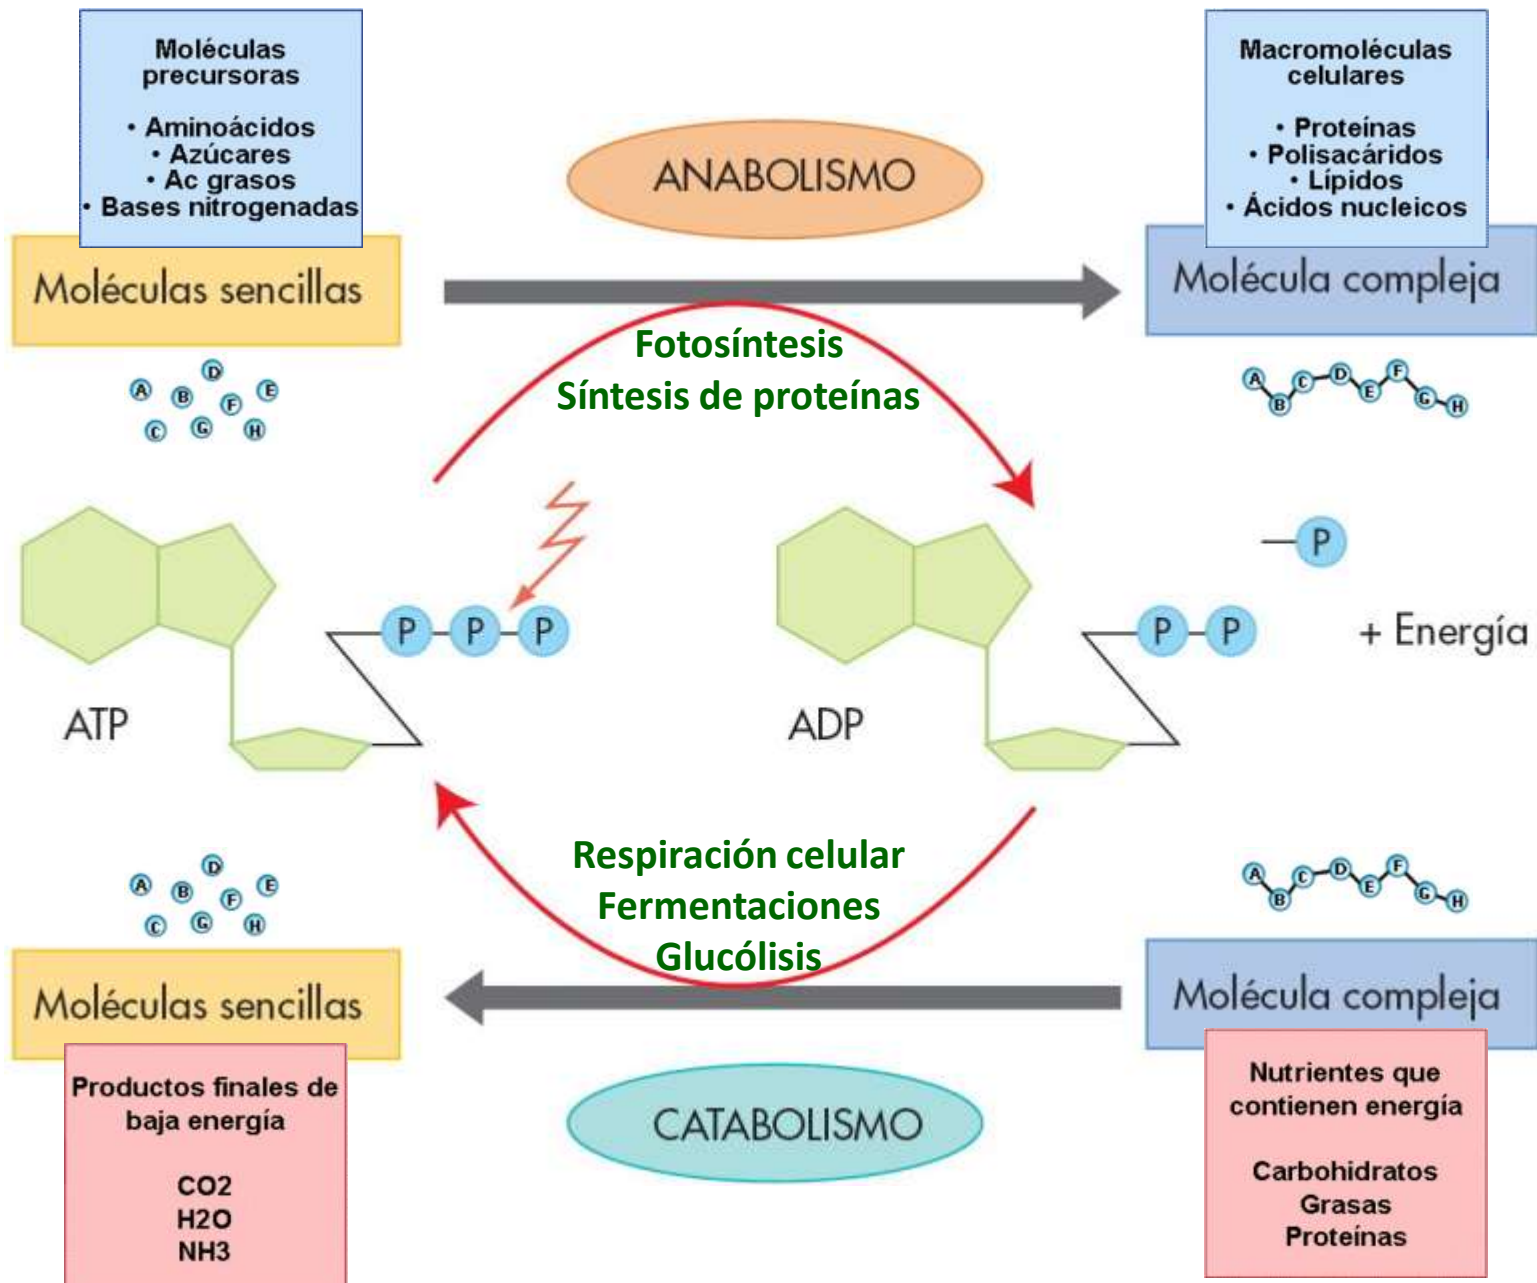 Moléculas
precursoras
• Aminoácidos
• Azúcares
• Ac grasos
• Bases nitrogenadas
Moléculas sencillas
ANABOLISMO
Macromoléculas
celulares
• Proteínas
• Polisacáridos
• Lípidos
• Ácidos nucleicos
Molécula compleja
Fotosíntesis
Síntesis de proteínas
A
B
C
D
E
F
G
H
A
B
C
D
E
F
G
H
P
P
P
ATP
P
P
P
+ Energía
ADP
Respiración celular
Fermentaciones
Glucólisis
A
B
C
D
E
F
G
H
A
B
C
D
E
F
G
H
Moléculas sencillas
Productos finales de
baja energía
CO2
H2O
NH3
CATABOLISMO
Molécula compleja
Nutrientes que
contienen energía
Carbohidratos
Grasas
Proteínas